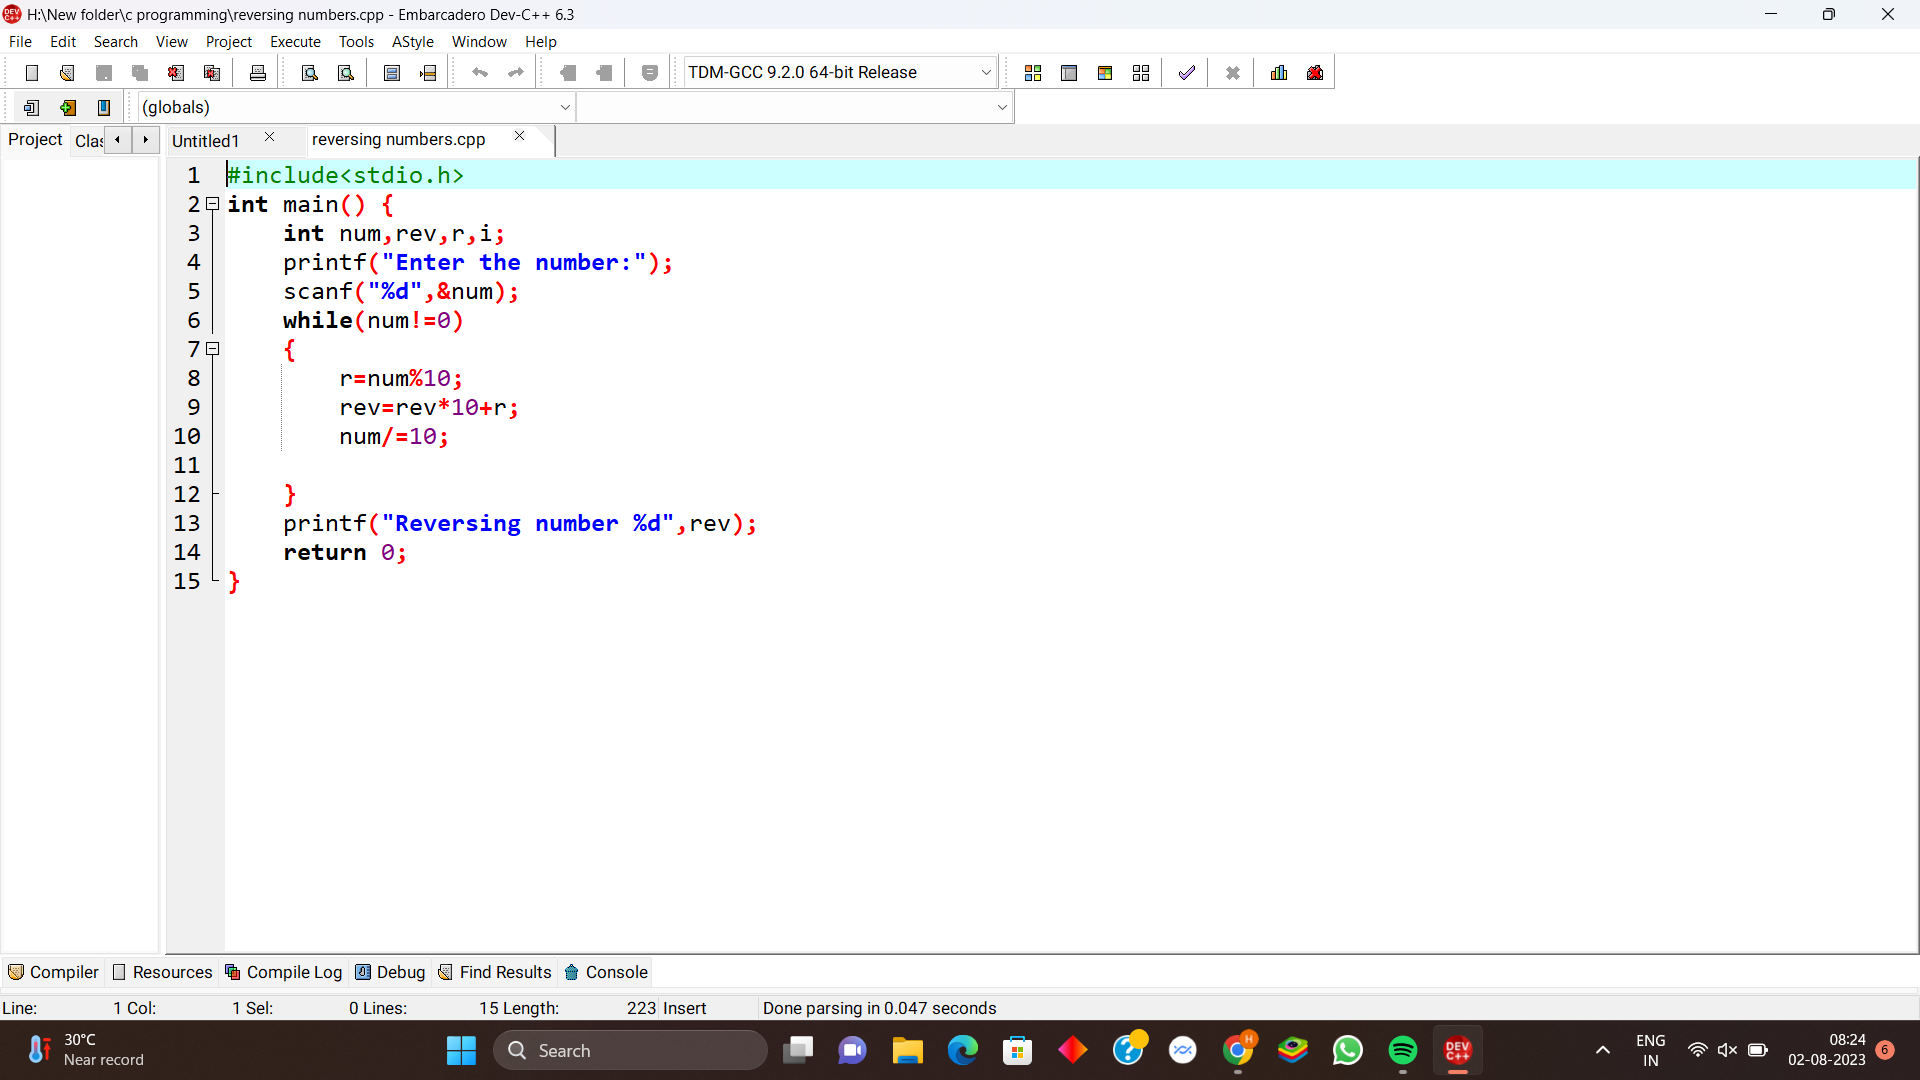 H:\New folder\c programming\reversing numbers.cpp - Embarcadero Dev-C++ 6.3
File Edit Search View Project Execute Tools AStyle Window Help
TDM-GCC 9.2.0 64-bit Release
(globals)
Project Clas Untitled1 reversing numbers.cpp
1 #include<stdio.h>
2 int main() {
3 int num,rev,r,i;
4 printf("Enter the number:");
5 scanf("%d",&num);
6 while(num!=0)
7 {
8 r=num%10;
9 rev=rev*10+r;
10 num/=10;
11
12 }
13 printf("Reversing number %d",rev);
14 return 0;
15 }
Compiler Resources Compile Log Debug Find Results Console
Line: 1 Col: 1 Sel: 0 Lines: 15 Length: 223 Insert Done parsing in 0.047 seconds
30°C
Near record
Search
DEV
C++
ENG
IN
08:24
02-08-2023
6